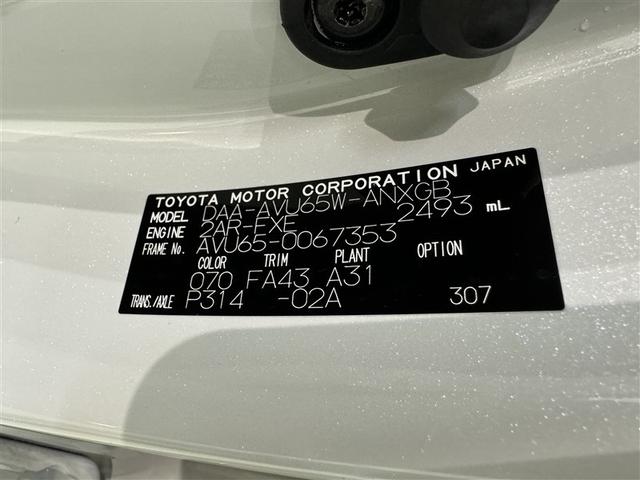 TOYOTA MOTOR CORPORATION JAPAN
MODEL DAA-AVU65W-ANXGB
ENGINE 2AR-FXE 2493 mL
FRAME No. AVU65-0067353
COLOR TRIM PLANT OPTION
070 FA43 A31
TRANS./AXLE P314 -02A 307